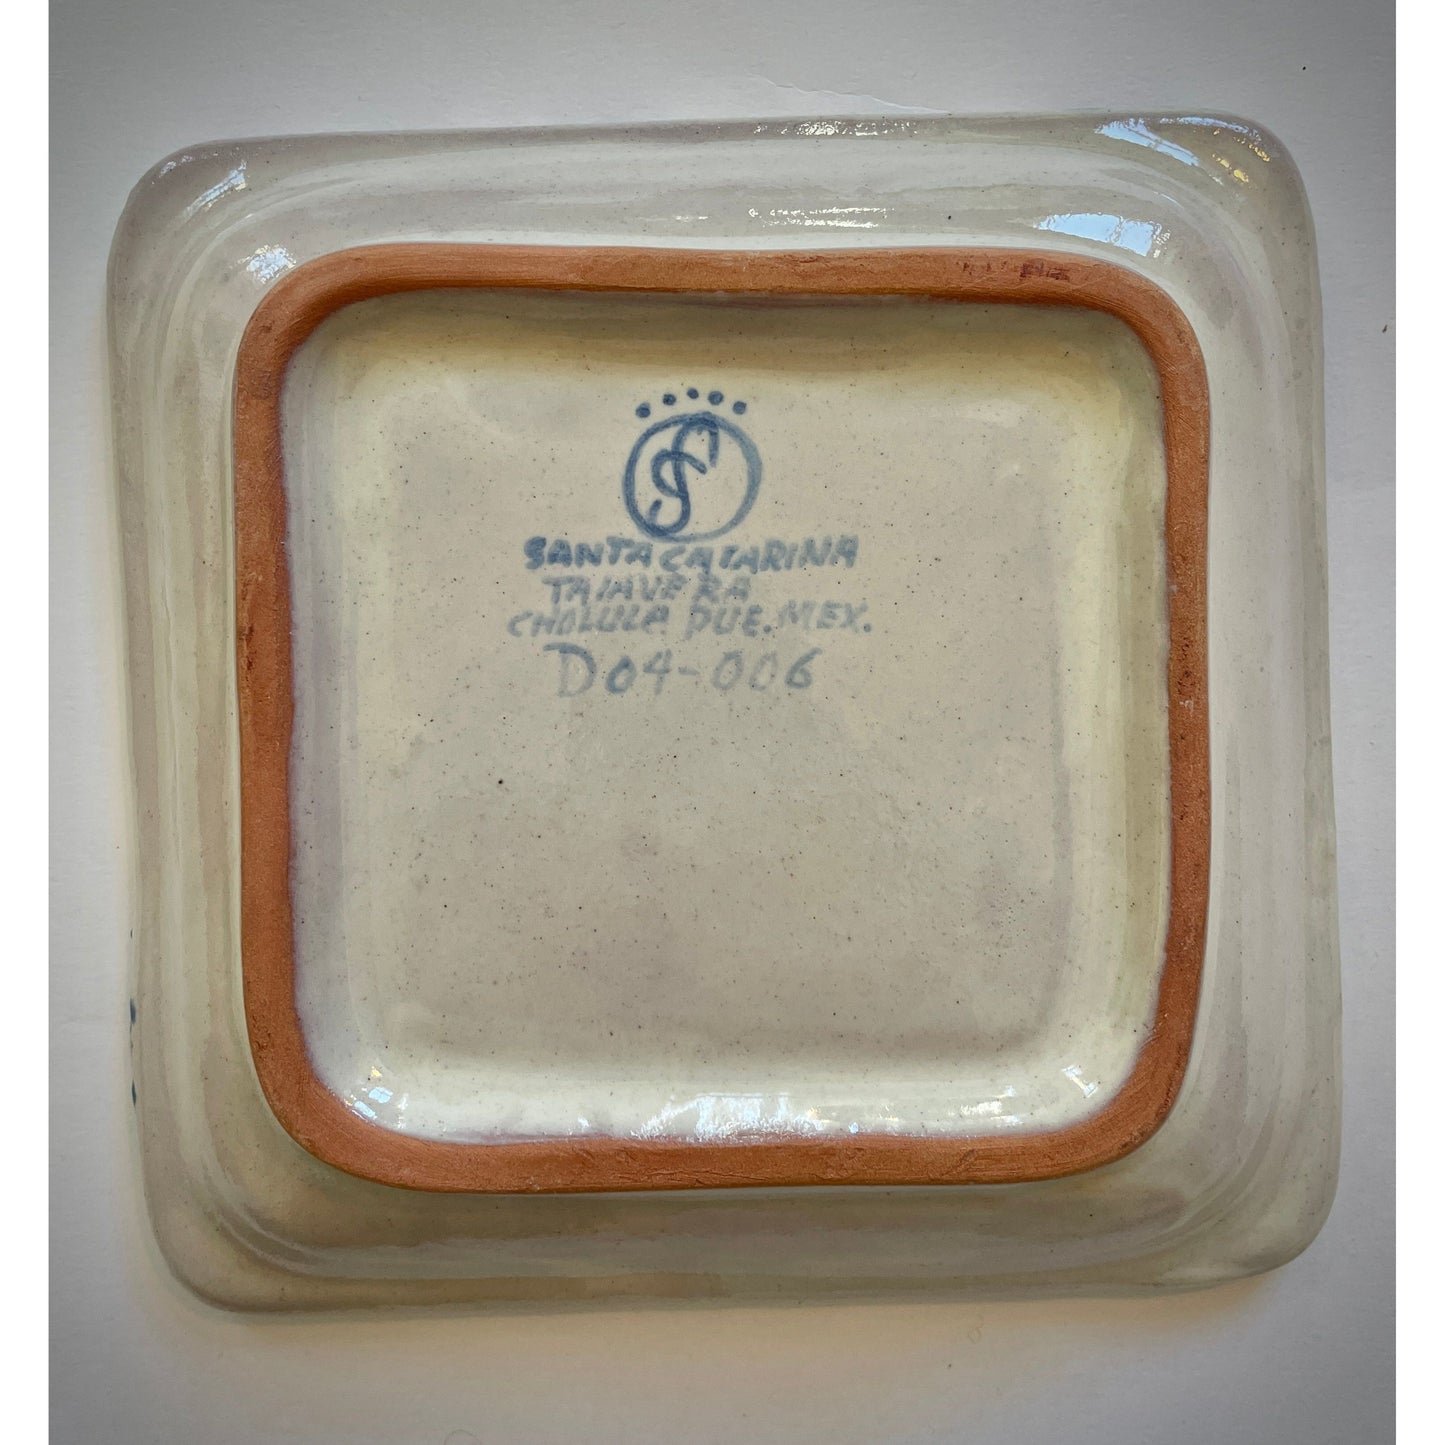 SANTA CATARINA
TALAVERA
CHOLULA PUE. MEX.
D04-006